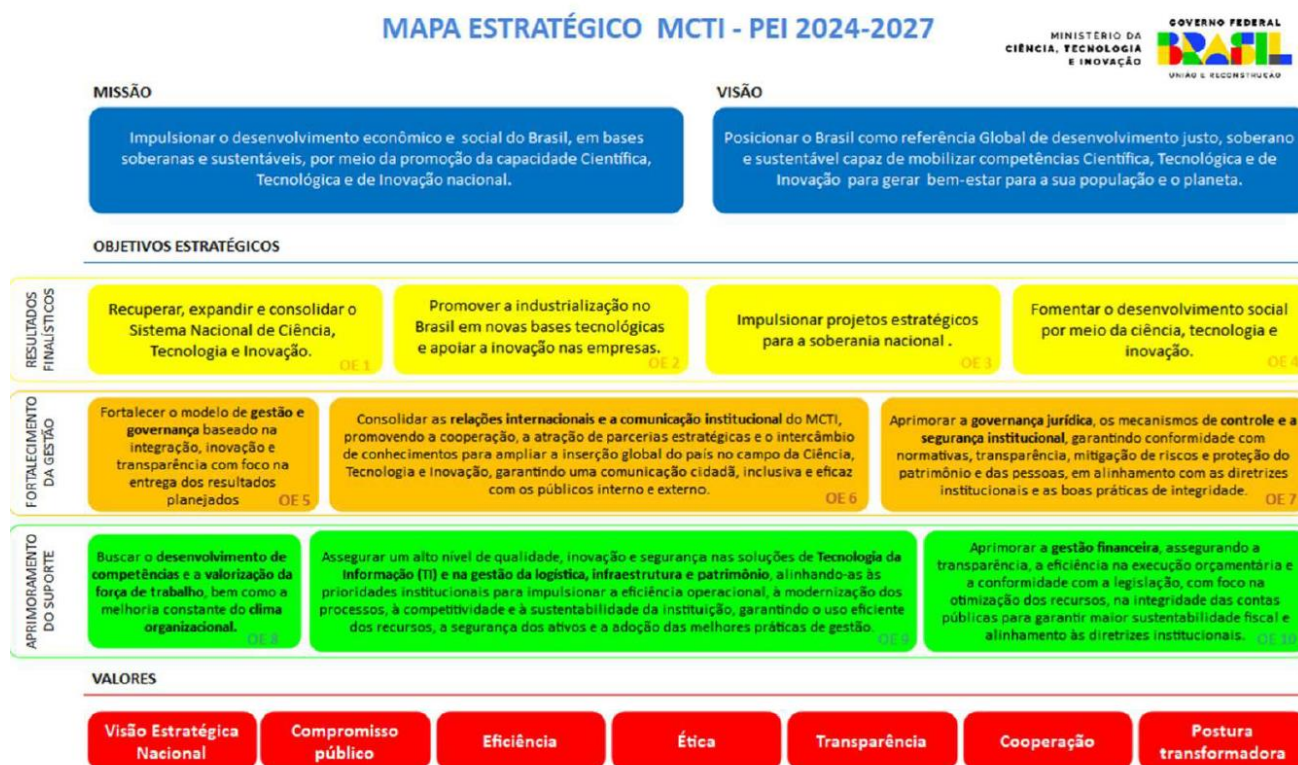 MAPA ESTRATÉGICO MCTI - PEI 2024-2027
MINISTÉRIO DA
CIÊNCIA, TECNOLOGIA
E INOVAÇÃO
GOVERNO FEDERAL
BRASIL
UNIÃO E RECONSTRUÇÃO
MISSÃO
Impulsionar o desenvolvimento econômico e social do Brasil, em bases
soberanas e sustentáveis, por meio da promoção da capacidade Científica,
Tecnológica e de Inovação nacional.
VISÃO
Posicionar o Brasil como referência Global de desenvolvimento justo, soberano
e sustentável capaz de mobilizar competências Científica, Tecnológica e de
Inovação para gerar bem-estar para a sua população e o planeta.
OBJETIVOS ESTRATÉGICOS
RESULTADOS
FINALÍSTICOS
Recuperar, expandir e consolidar o
Sistema Nacional de Ciência,
Tecnologia e Inovação.
OE 1
Promover a industrialização no
Brasil em novas bases tecnológicas
e apoiar a inovação nas empresas.
OE 2
Impulsionar projetos estratégicos
para a soberania nacional .
OE 3
Fomentar o desenvolvimento social
por meio da ciência, tecnologia e
inovação.
OE 4
FORTALECIMENTO
DA GESTÃO
Fortalecer o modelo de gestão e
governança baseado na
integração, inovação e
transparência com foco na
entrega dos resultados
planejados
OE 5
Consolidar as relações internacionais e a comunicação institucional do MCTI,
promovendo a cooperação, a atração de parcerias estratégicas e o intercâmbio
de conhecimentos para ampliar a inserção global do país no campo da Ciência,
Tecnologia e Inovação, garantindo uma comunicação cidadã, inclusiva e eficaz
com os públicos interno e externo.
OE 6
Aprimorar a governança jurídica, os mecanismos de controle e a
segurança institucional, garantindo conformidade com
normativas, transparência, mitigação de riscos e proteção do
patrimônio e das pessoas, em alinhamento com as diretrizes
institucionais e as boas práticas de integridade.
OE 7
APRIMORAMENTO
DO SUPORTE
Buscar o desenvolvimento de
competências e a valorização da
força de trabalho, bem como a
melhoria constante do clima
organizacional.
OE 8
Assegurar um alto nível de qualidade, inovação e segurança nas soluções de Tecnologia da
Informação (TI) e na gestão da logística, infraestrutura e patrimônio, alinhando-as às
prioridades institucionais para impulsionar a eficiência operacional, à modernização dos
processos, à competitividade e à sustentabilidade da instituição, garantindo o uso eficiente
dos recursos, a segurança dos ativos e a adoção das melhores práticas de gestão.
OE 9
Aprimorar a gestão financeira, assegurando a
transparência, a eficiência na execução orçamentária e
a conformidade com a legislação, com foco na
otimização dos recursos, na integridade das contas
públicas para garantir maior sustentabilidade fiscal e
alinhamento às diretrizes institucionais.
OE 10
VALORES
Visão Estratégica
Nacional
Compromisso
público
Eficiência
Ética
Transparência
Cooperação
Postura
transformadora